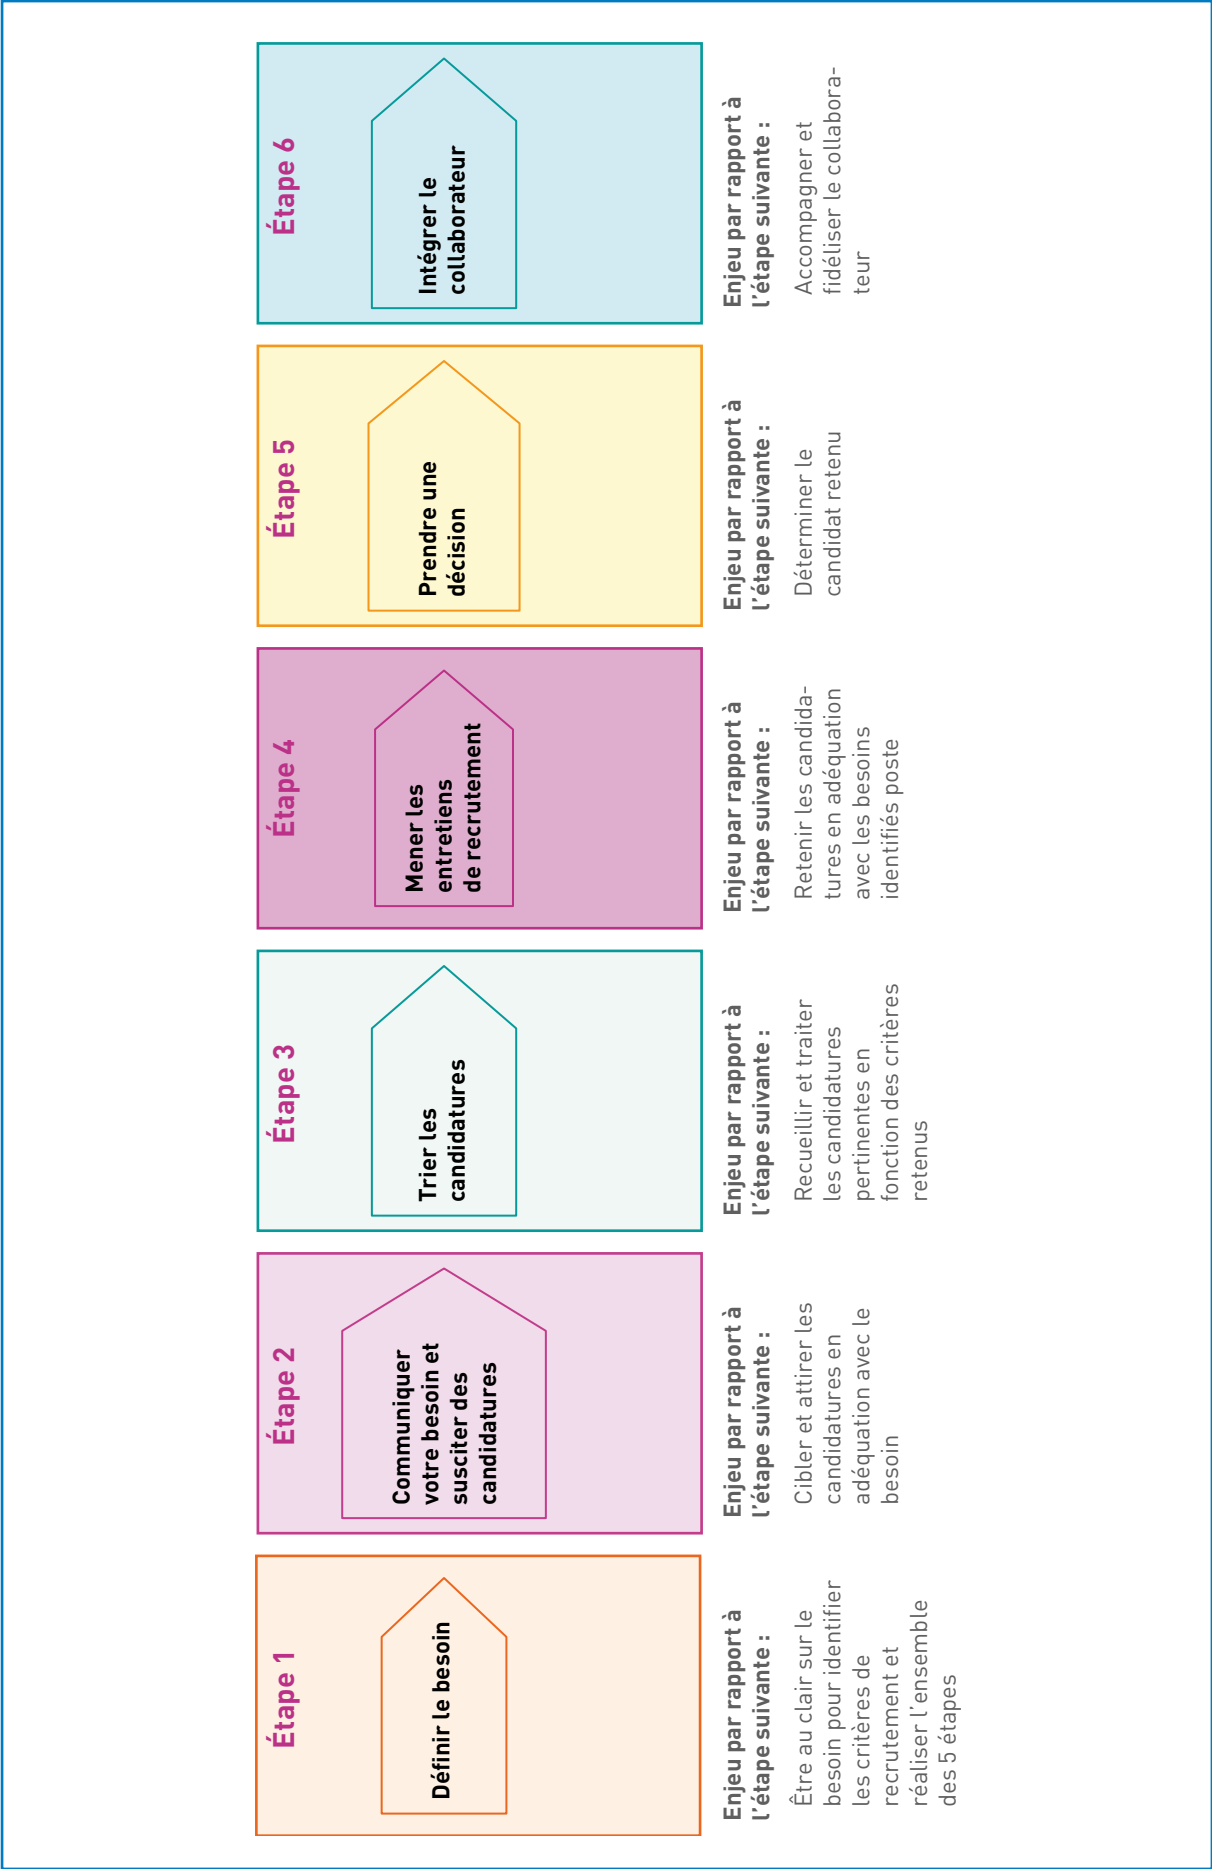 Étape 1
Définir le besoin
Enjeu par rapport à
l'étape suivante :
Être au clair sur le
besoin pour identifier
les critères de
recrutement et
réaliser l'ensemble
des 5 étapes
Étape 2
Communiquer
votre besoin et
susciter des
candidatures
Enjeu par rapport à
l'étape suivante :
Cibler et attirer les
candidatures en
adéquation avec le
besoin
Étape 3
Trier les
candidatures
Enjeu par rapport à
l'étape suivante :
Recueillir et traiter
les candidatures
pertinentes en
fonction des critères
retenus
Étape 4
Mener les
entretiens
de recrutement
Enjeu par rapport à
l'étape suivante :
Retenir les candida-
tures en adéquation
avec les besoins
identifiés poste
Étape 5
Prendre une
décision
Enjeu par rapport à
l'étape suivante :
Déterminer le
candidat retenu
Étape 6
Intégrer le
collaborateur
Enjeu par rapport à
l'étape suivante :
Accompagner et
fidéliser le collabora-
teur